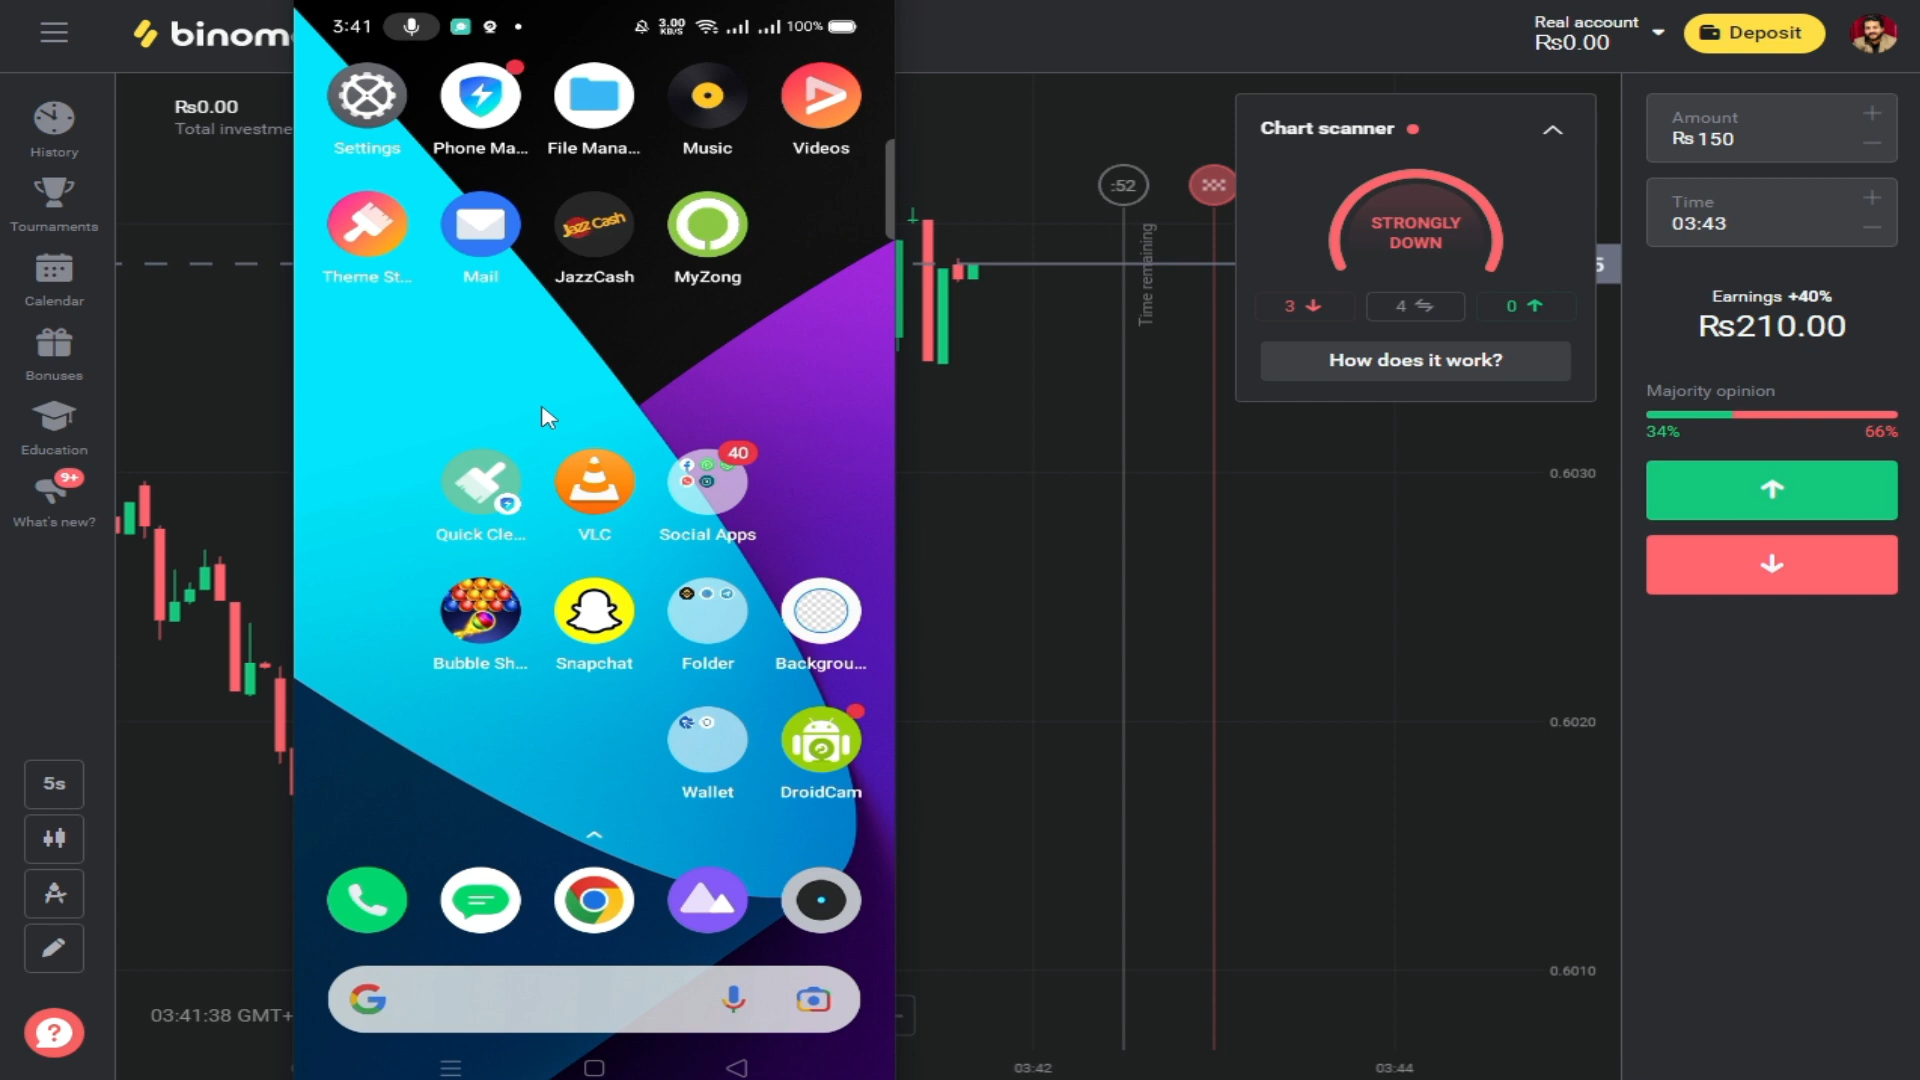 binom
Real account
Rs0.00
Deposit
History
Tournaments
Calendar
Bonuses
Education
9+
What's new?
5s
?
Rs0.00
Total investme
03:41:38 GMT+
3:41
3.00
KB/S
100%
Settings
Phone Ma...
File Mana...
Music
Videos
Theme St...
Mail
Jazz Cash
JazzCash
MyZong
40
Quick Cle...
VLC
Social Apps
Bubble Sh...
Snapchat
Folder
Backgrou...
Wallet
DroidCam
G
:52
Time remaining
Chart scanner
STRONGLY
DOWN
3
4
0
How does it work?
5
0.6030
0.6020
0.6010
03:42
03:44
Amount
Rs 150
Time
03:43
Earnings +40%
Rs210.00
Majority opinion
34%
66%